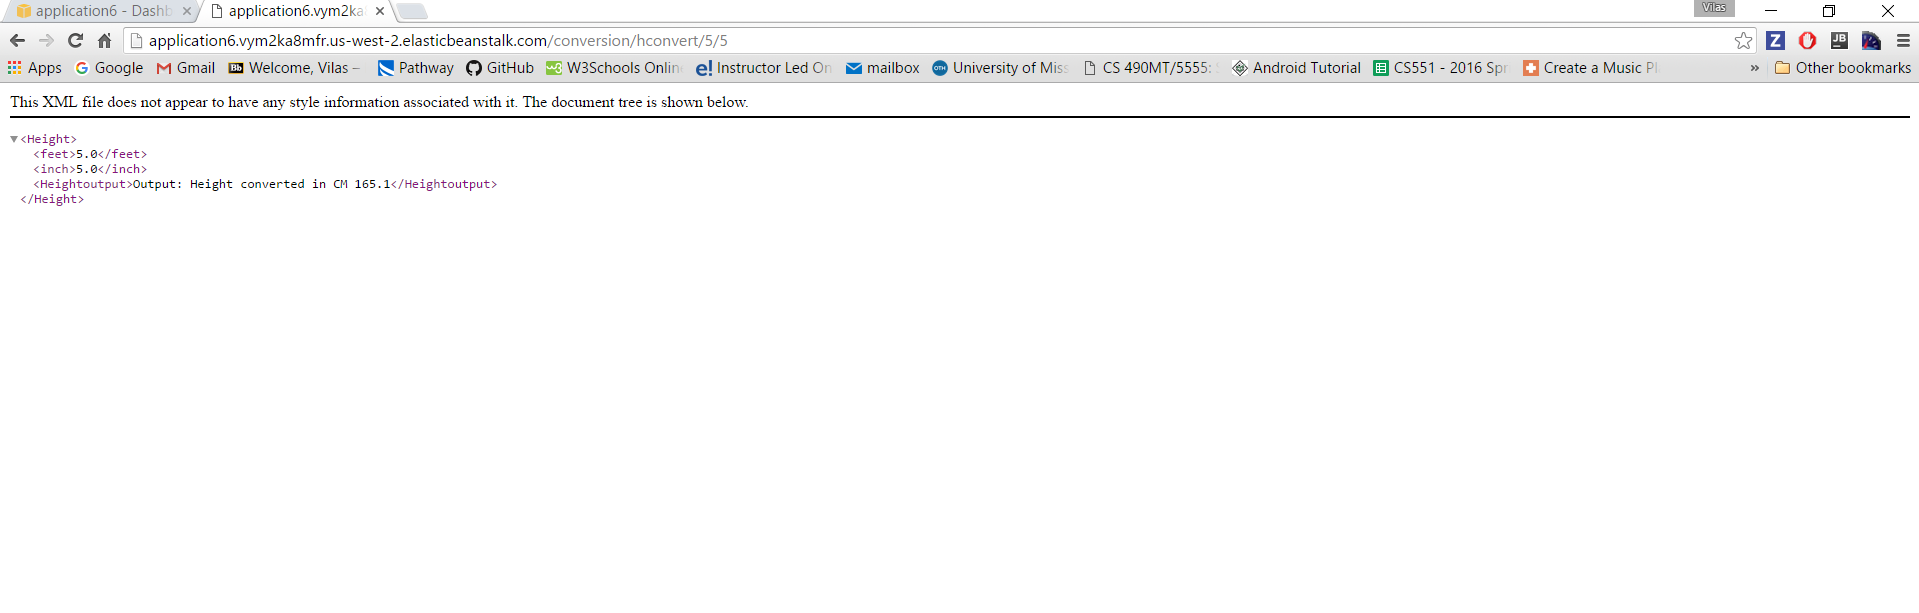 application6 - Dashb
application6.vym2ka
Vilas
application6.vym2ka8mfr.us-west-2.elasticbeanstalk.com/conversion/hconvert/5/5
Z
JB
Apps Google Gmail Bb Welcome, Vilas – Pathway GitHub W3 W3Schools Onlin e! Instructor Led On mailbox OTH University of Miss CS 490MT/5555: Android Tutorial CS551 - 2016 Spr Create a Music Pl » Other bookmarks
This XML file does not appear to have any style information associated with it. The document tree is shown below.
<Height>
<feet>5.0</feet>
<inch>5.0</inch>
<Heightoutput>Output: Height converted in CM 165.1</Heightoutput>
</Height>